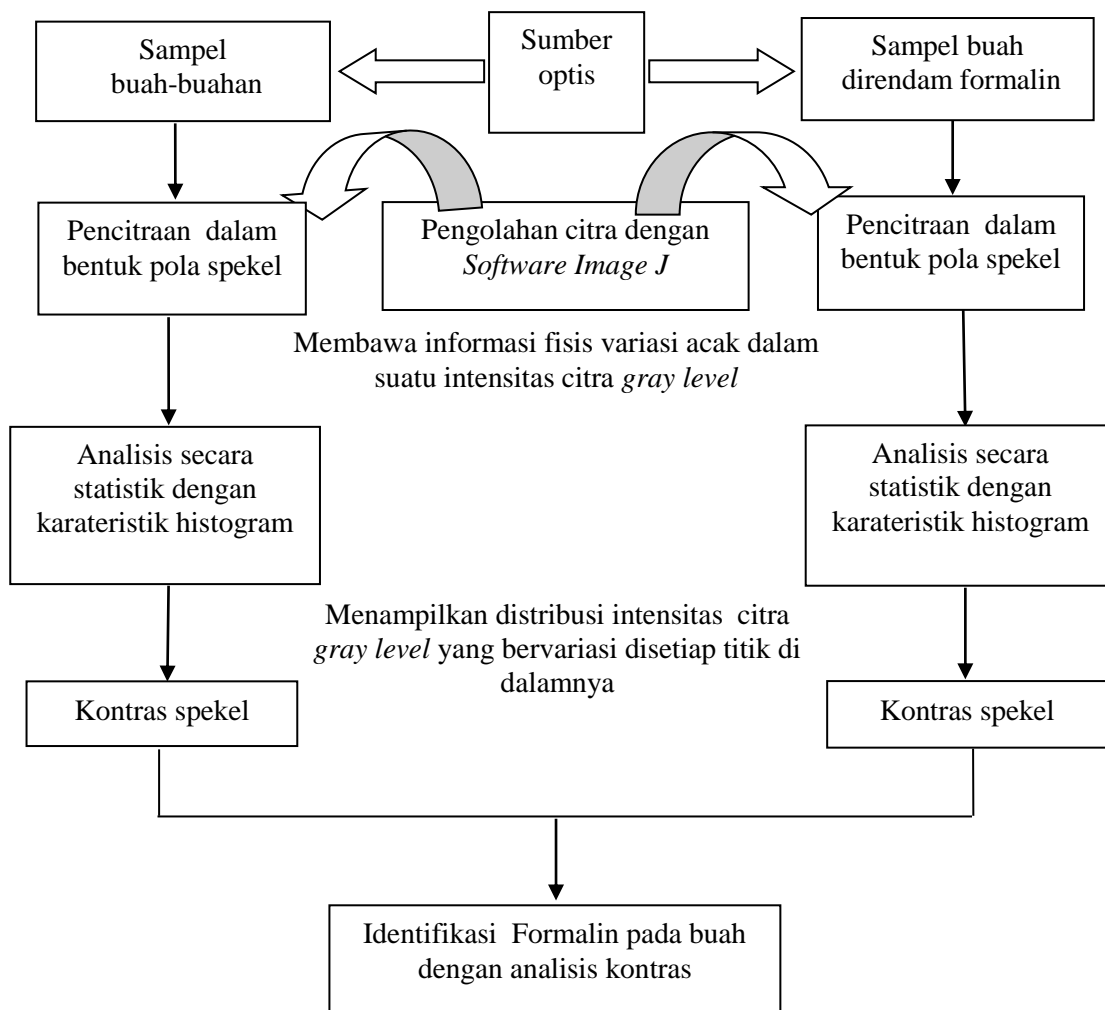 Sampel
buah-buahan
Sumber
optis
Sampel buah
direndam formalin
Pencitraan dalam
bentuk pola spekel
Pengolahan citra dengan
Software Image J
Pencitraan dalam
bentuk pola spekel
Membawa informasi fisis variasi acak dalam
suatu intensitas citra gray level
Analisis secara
statistik dengan
karateristik histogram
Analisis secara
statistik dengan
karateristik histogram
Menampilkan distribusi intensitas citra
gray level yang bervariasi disetiap titik di
dalamnya
Kontras spekel
Kontras spekel
Identifikasi Formalin pada buah
dengan analisis kontras